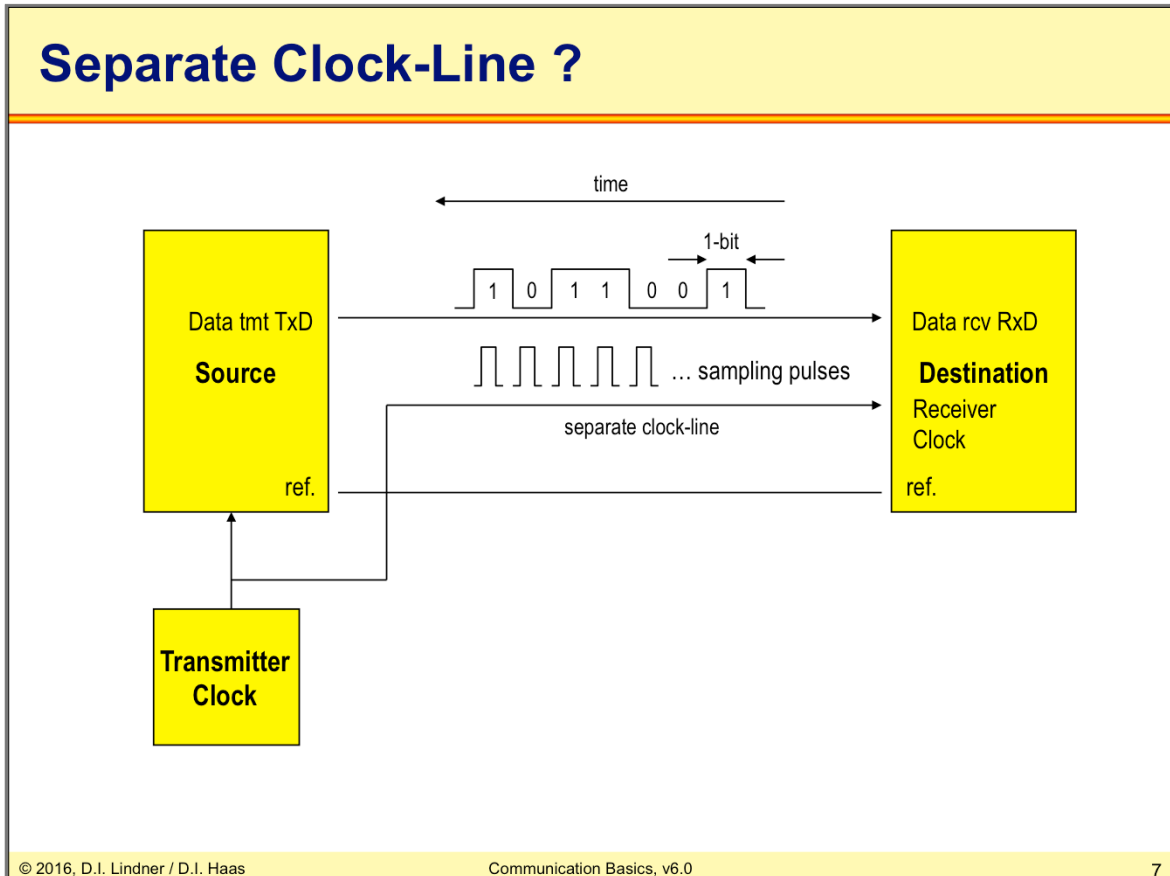 Separate Clock-Line ?
time
1-bit
1 0 1 1 0 0 1
Data tmt TxD
Data rcv RxD
Source
… sampling pulses
Destination
Receiver
Clock
separate clock-line
ref.
ref.
Transmitter
Clock
© 2016, D.I. Lindner / D.I. Haas
Communication Basics, v6.0
7